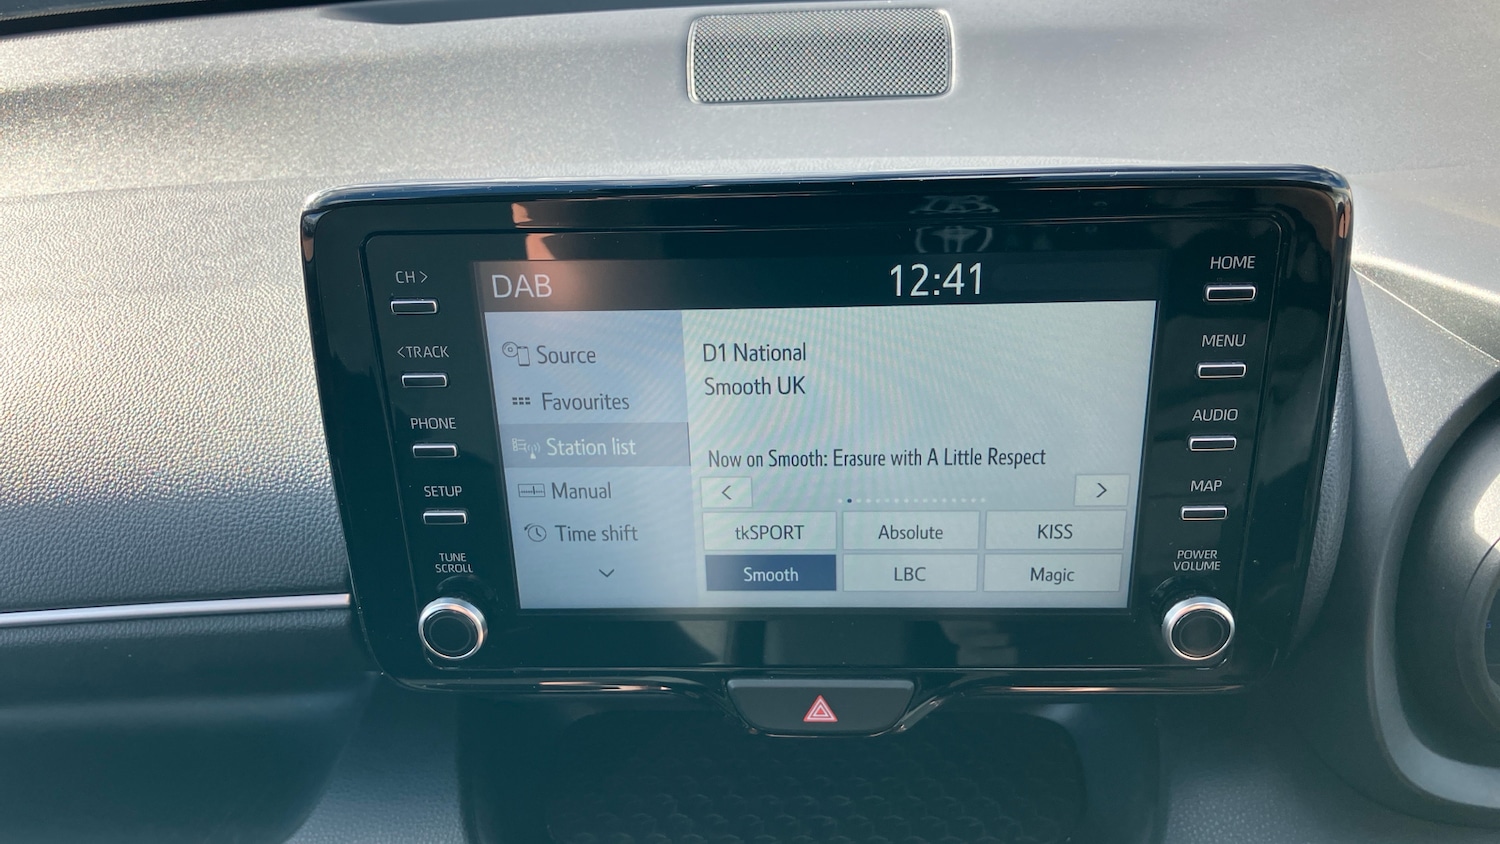 DAB
12:41
CH >
<TRACK
PHONE
SETUP
TUNE
SCROLL
Source
Favourites
Station list
Manual
Time shift
D1 National
Smooth UK
Now on Smooth: Erasure with A Little Respect
<
>
tkSPORT
Absolute
KISS
Smooth
LBC
Magic
HOME
MENU
AUDIO
MAP
POWER
VOLUME